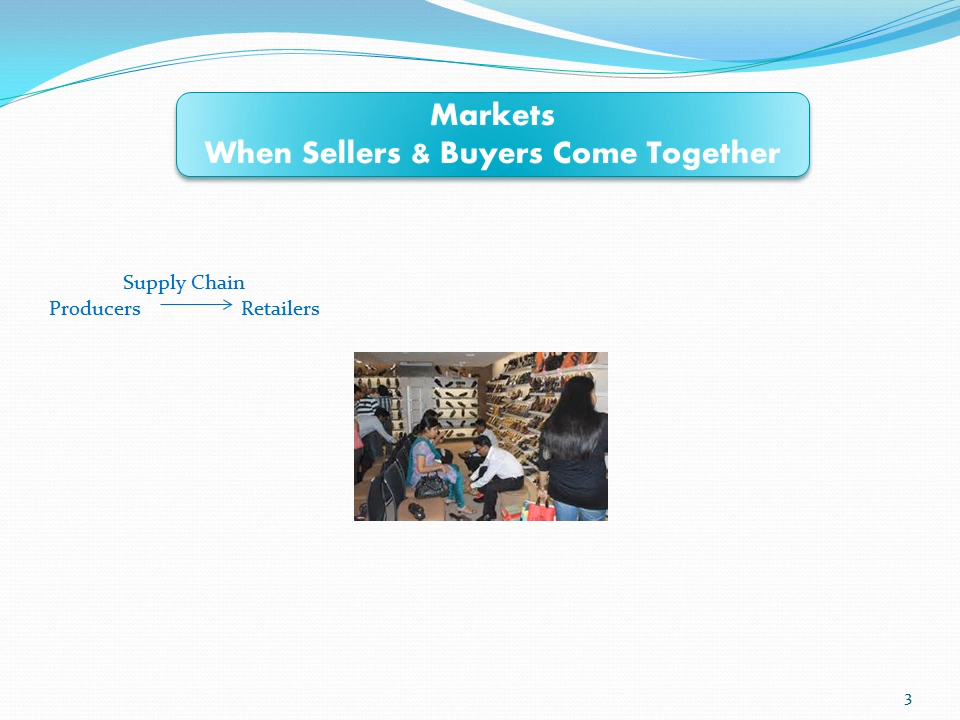 Markets
When Sellers & Buyers Come Together
Supply Chain
Producers Retailers
3